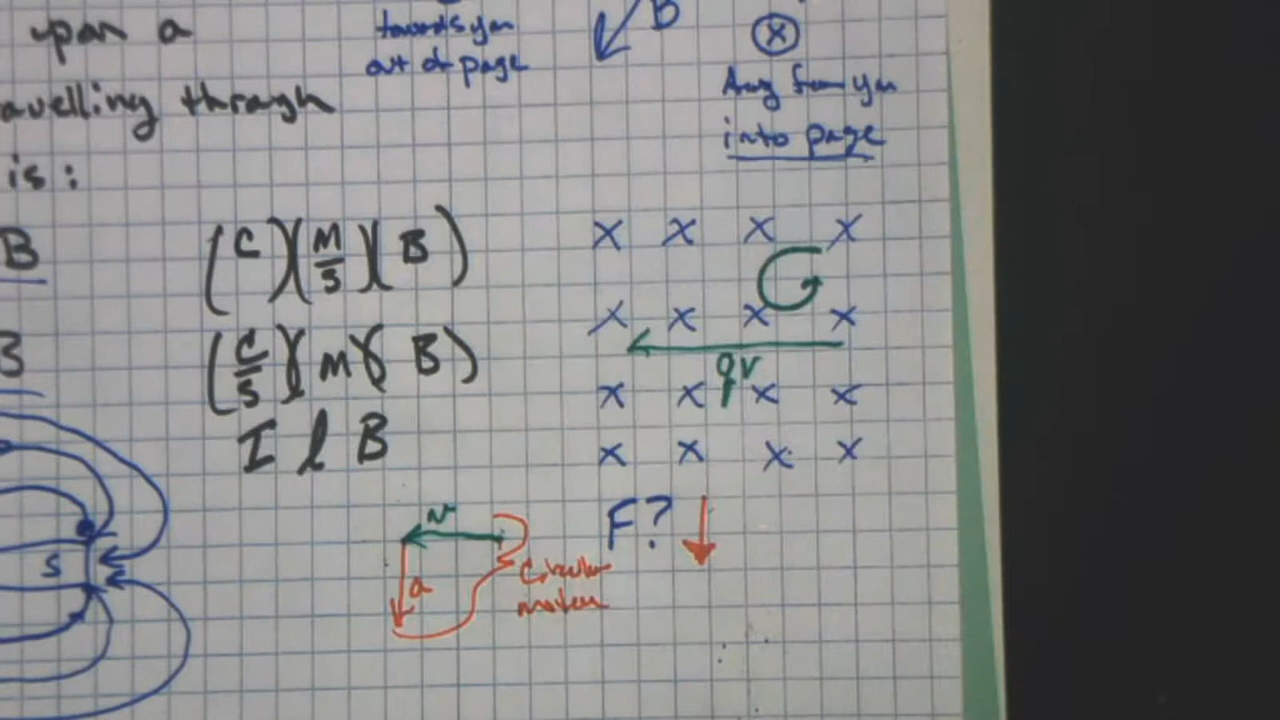 upon a
avelling through
is:
B
B
towards you
out of page
B
Away from you
into page
(C)(M/S)(B)
(C/S)(M)(B)
I l B
x x x x
x x x x
qv
x x x x
x x x x
F?
v
a
Circular
motion
S